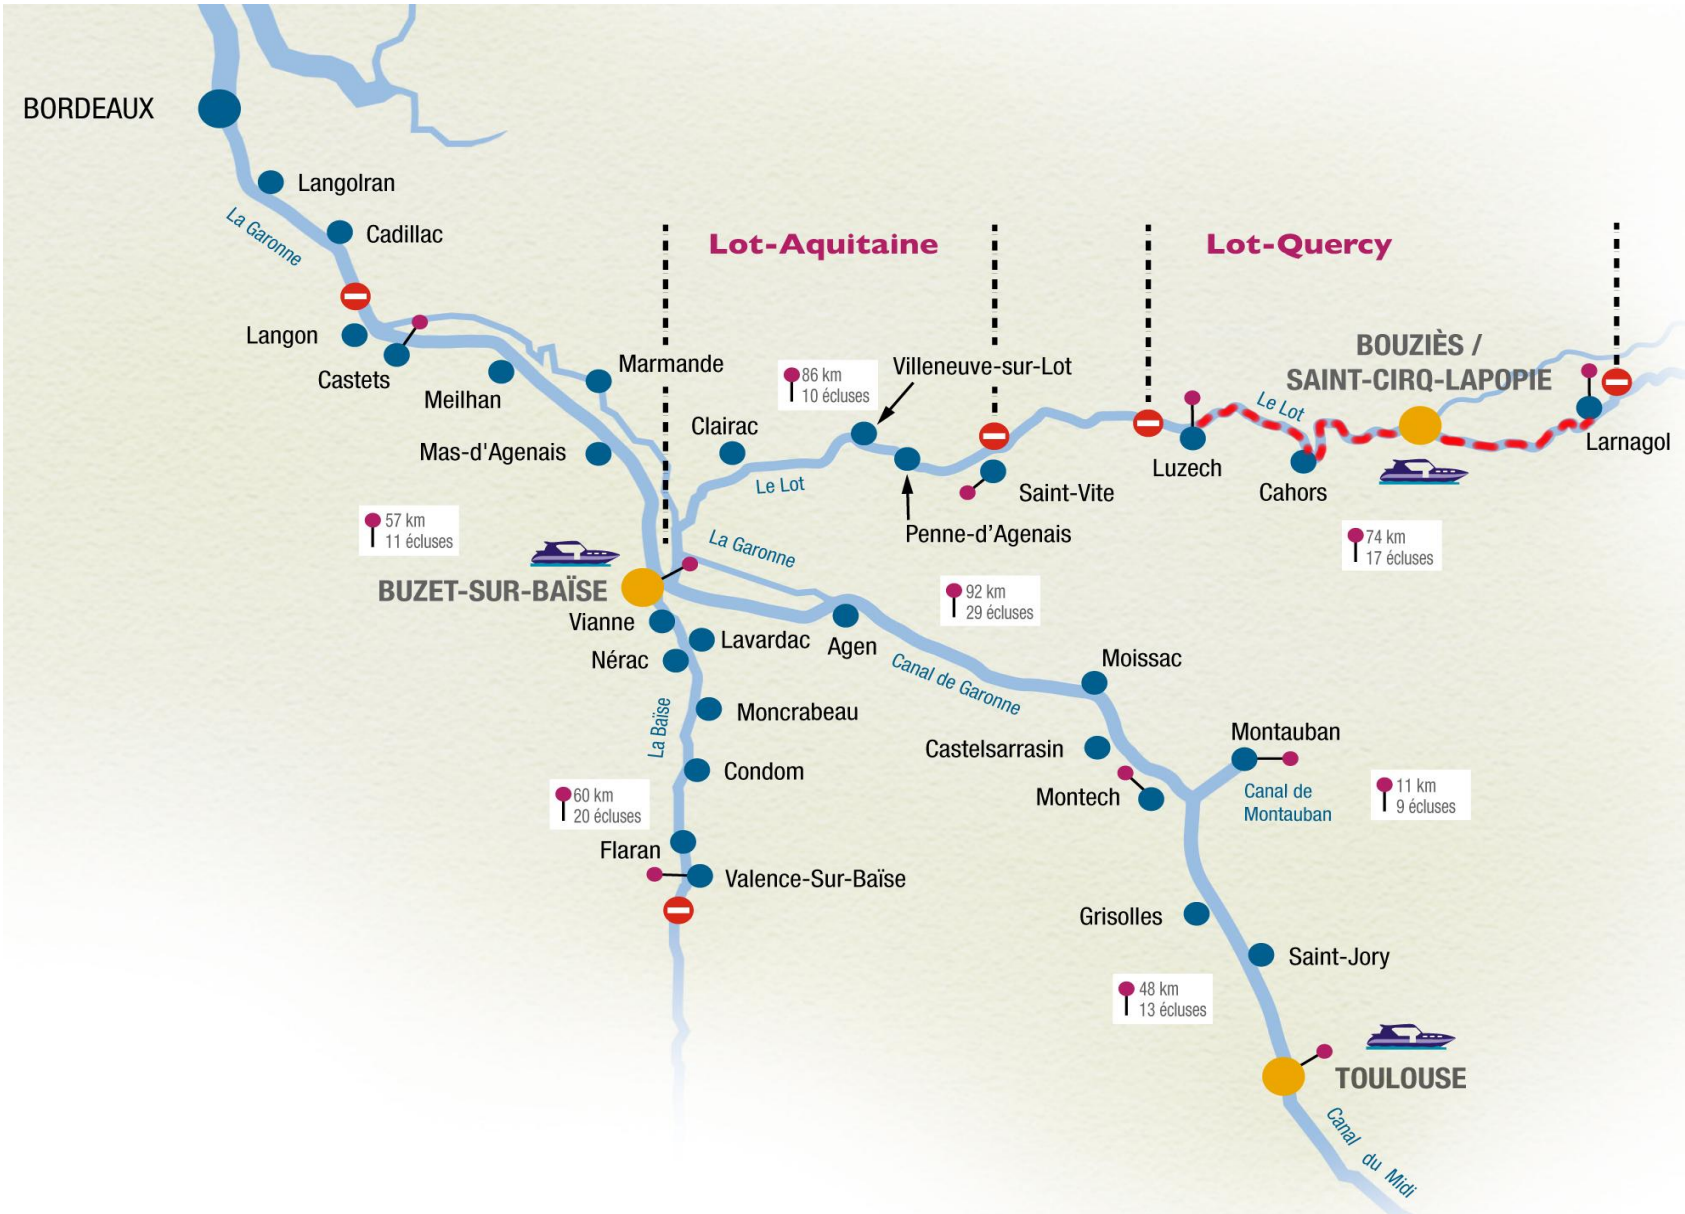 BORDEAUX
Langolran
La Garonne
Cadillac
Lot-Aquitaine
Lot-Quercy
Langon
Castets
Meilhan
Marmande
86 km
10 écluses
Villeneuve-sur-Lot
BOUZIÈS /
SAINT-CIRQ-LAPOPIE
Le Lot
Clairac
Mas-d'Agenais
Le Lot
Luzech
Cahors
Larnagol
Saint-Vite
Penne-d'Agenais
57 km
11 écluses
La Garonne
74 km
17 écluses
BUZET-SUR-BAÏSE
92 km
29 écluses
Vianne
Lavardac
Agen
Nérac
Canal de Garonne
Moissac
La Baïse
Moncrabeau
Montauban
Castelsarrasin
Condom
Montech
Canal de
Montauban
11 km
9 écluses
60 km
20 écluses
Flaran
Valence-Sur-Baïse
Grisolles
Saint-Jory
48 km
13 écluses
TOULOUSE
Canal du Midi